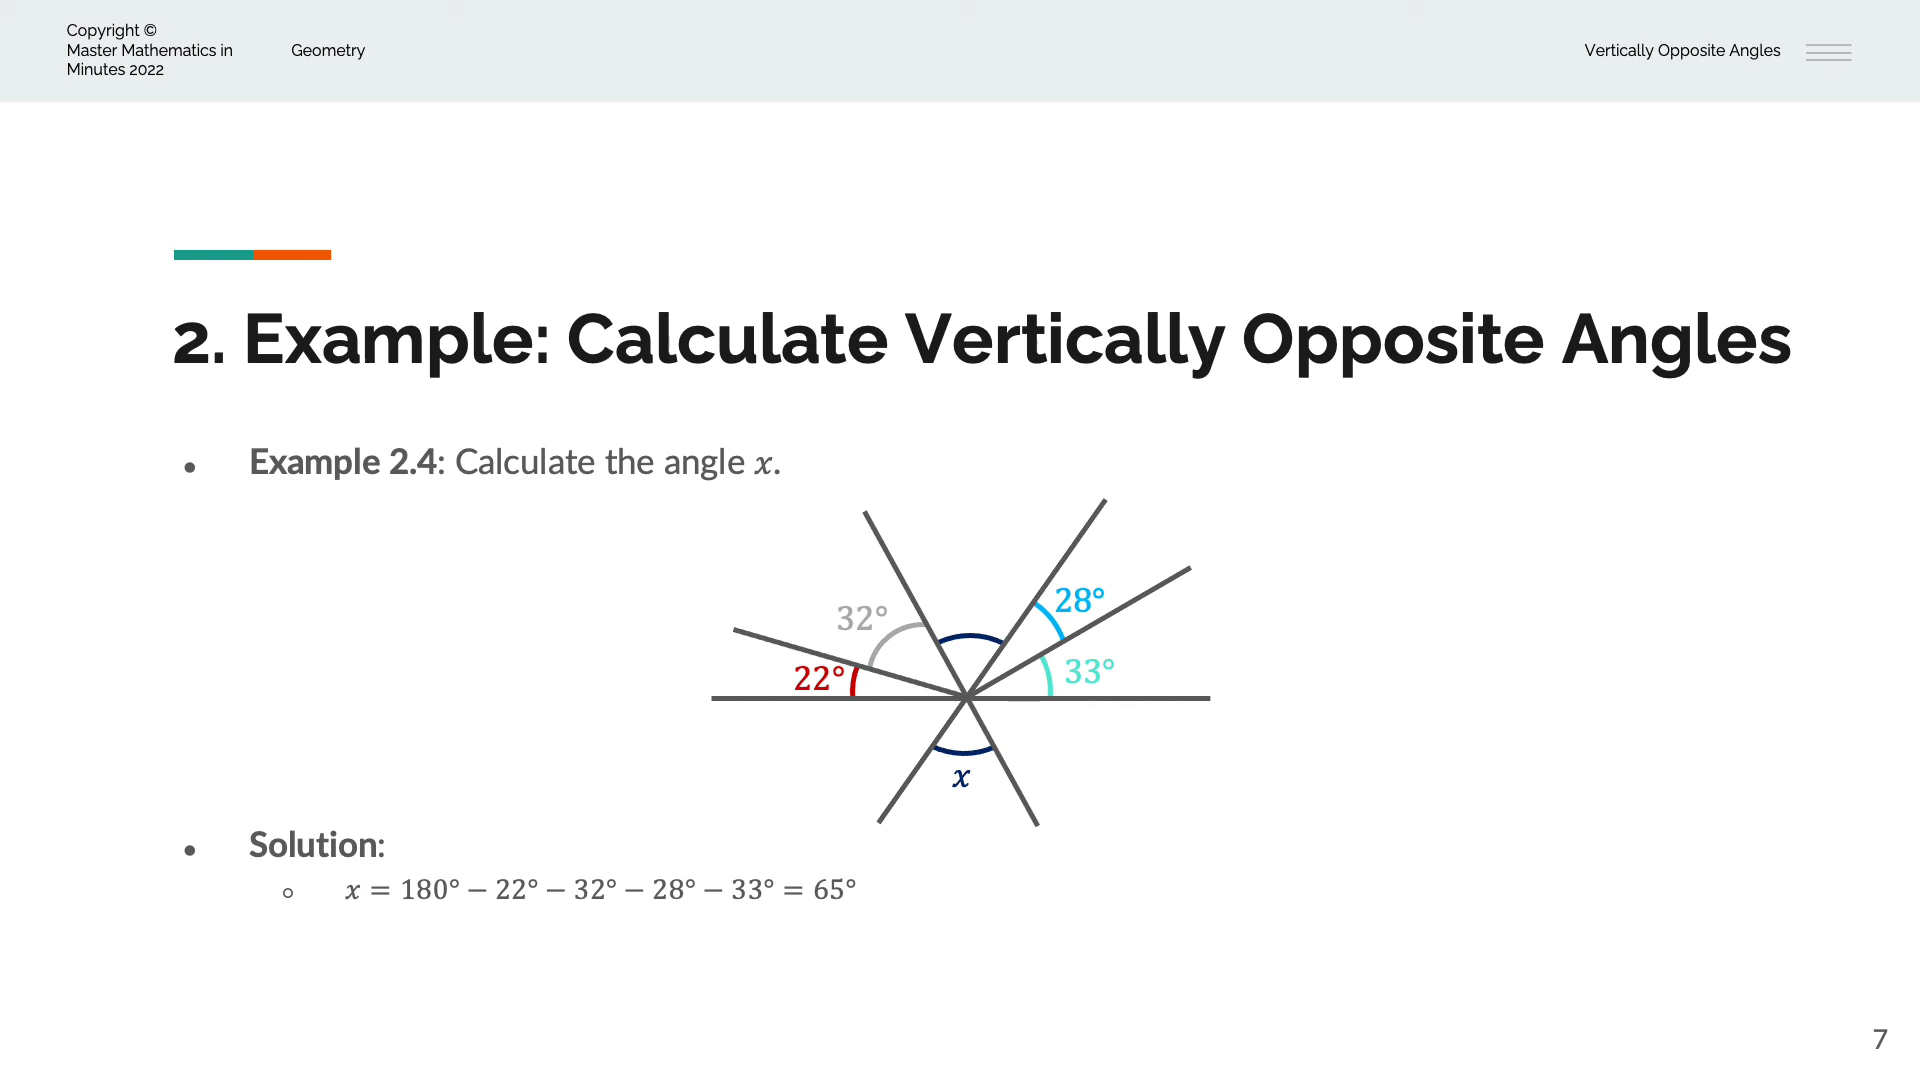 Copyright ©
Master Mathematics in
Minutes 2022
Geometry
Vertically Opposite Angles
2. Example: Calculate Vertically Opposite Angles
● Example 2.4: Calculate the angle x.
28°
32°
33°
22°
x
● Solution:
○ x = 180° − 22° − 32° − 28° − 33° = 65°
7